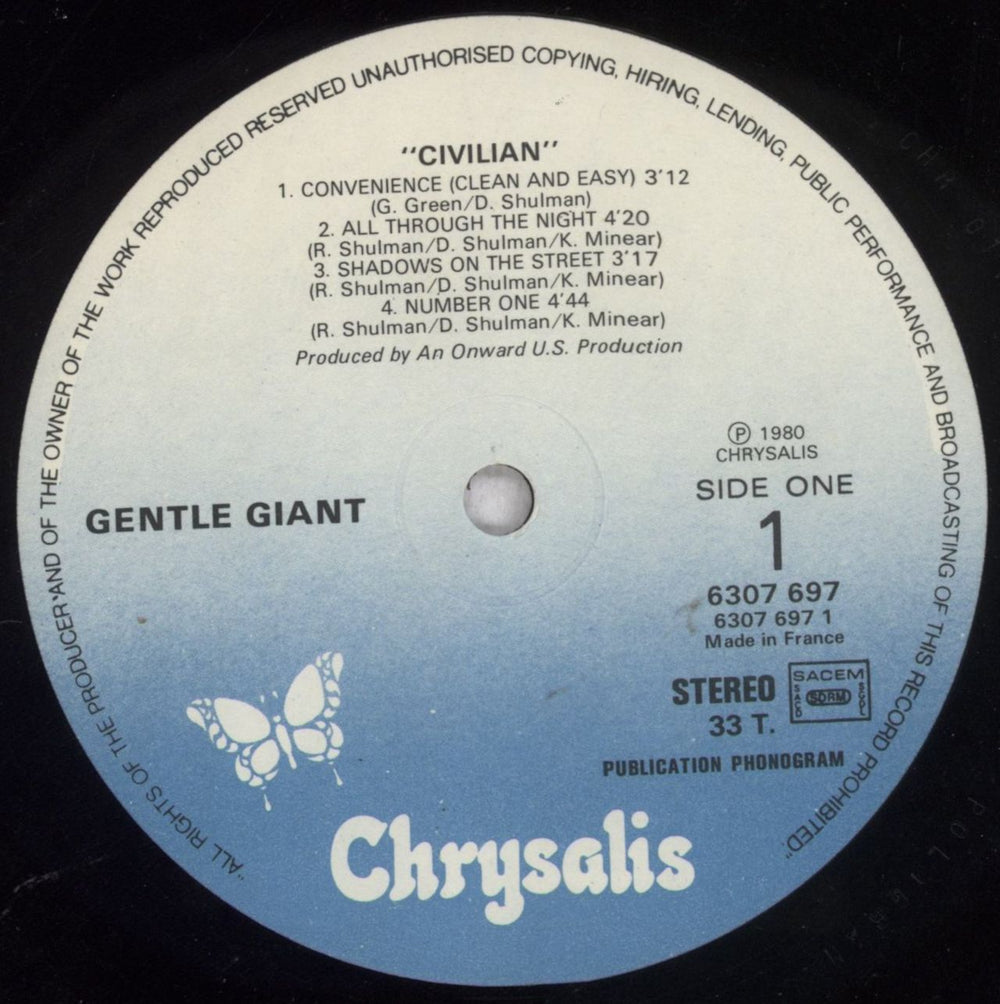 "ALL RIGHTS OF THE PRODUCER AND OF THE OWNER OF THE WORK REPRODUCED RESERVED UNAUTHORISED COPYING, HIRING, LENDING, PUBLIC PERFORMANCE AND BROADCASTING OF THIS RECORD PROHIBITED."
"CIVILIAN"
1. CONVENIENCE (CLEAN AND EASY) 3'12
(G. Green/D. Shulman)
2. ALL THROUGH THE NIGHT 4'20
(R. Shulman/D. Shulman/K. Minear)
3. SHADOWS ON THE STREET 3'17
(R. Shulman/D. Shulman/K. Minear)
4. NUMBER ONE 4'44
(R. Shulman/D. Shulman/K. Minear)
Produced by An Onward U.S. Production
GENTLE GIANT
Ⓟ 1980
CHRYSALIS
SIDE ONE
1
6307 697
6307 697 1
Made in France
STEREO
33 T.
SACEM
SACD
SDRM
SGDL
PUBLICATION PHONOGRAM
Chrysalis